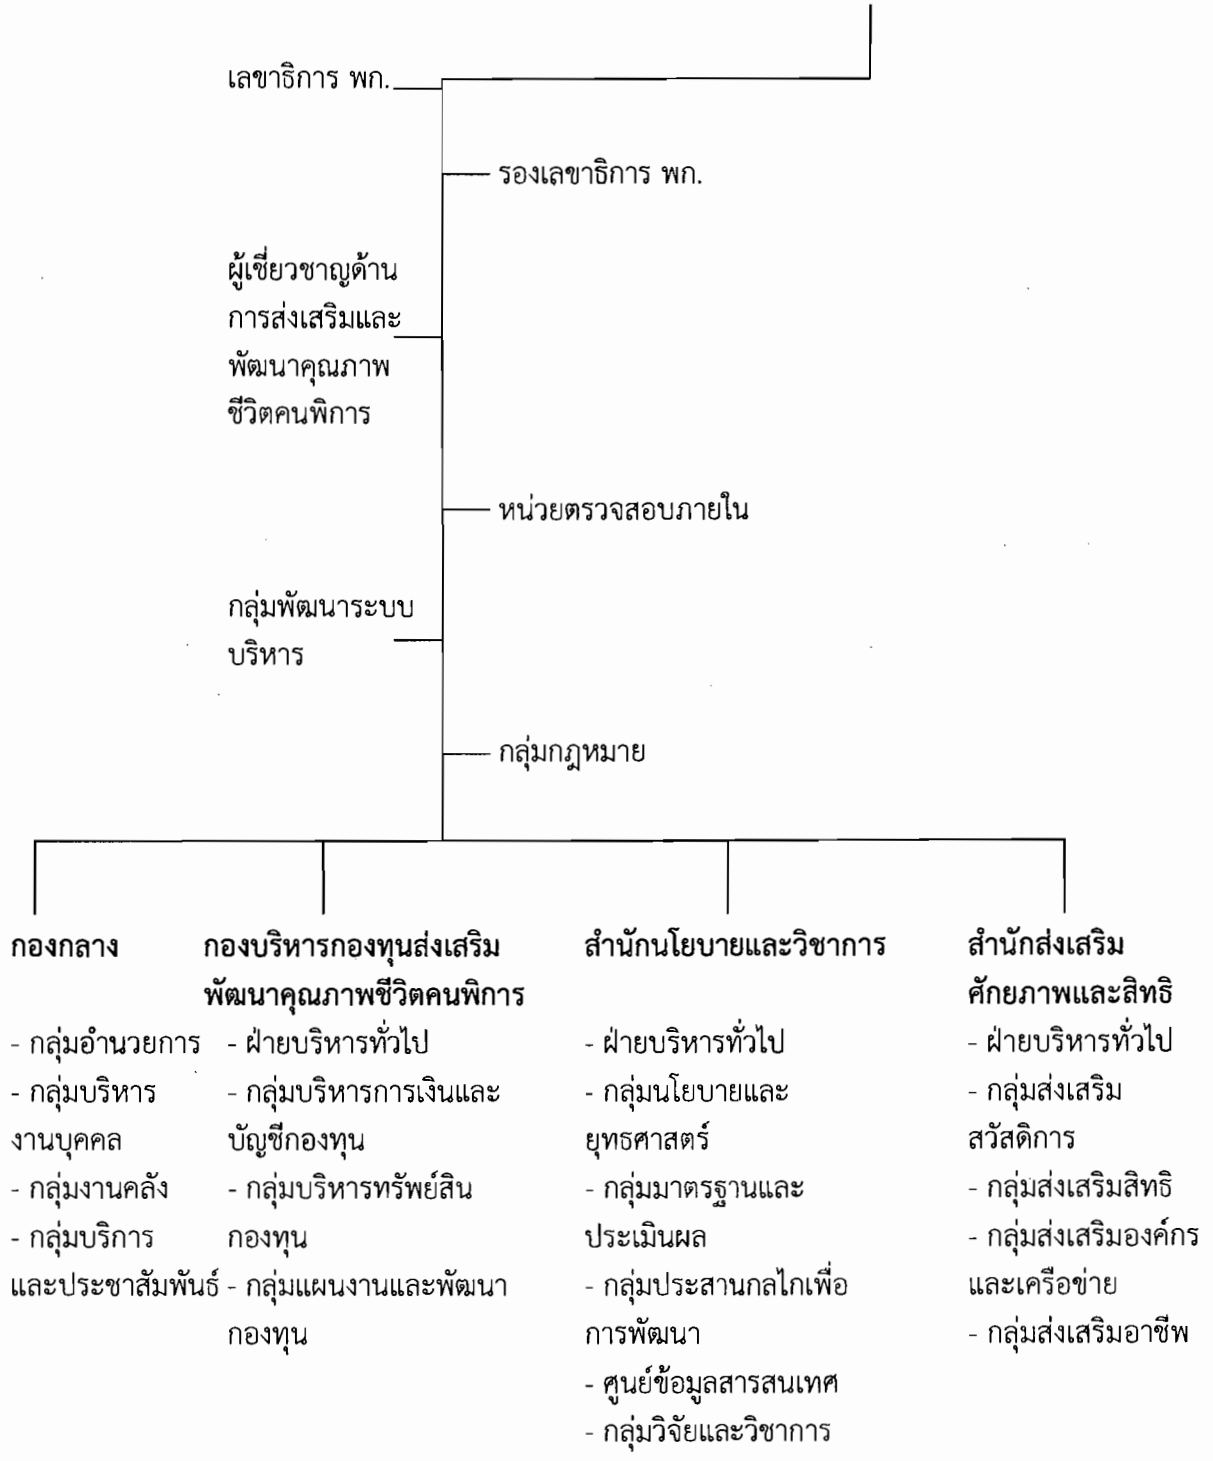 เลขาธิการ พก.
รองเลขาธิการ พก.
ผู้เชี่ยวชาญด้าน
การส่งเสริมและ
พัฒนาคุณภาพ
ชีวิตคนพิการ
หน่วยตรวจสอบภายใน
กลุ่มพัฒนาระบบ
บริหาร
กลุ่มกฎหมาย
กองกลาง
- กลุ่มอำนวยการ
- กลุ่มบริหาร
งานบุคคล
- กลุ่มงานคลัง
- กลุ่มบริการ
และประชาสัมพันธ์
กองบริหารกองทุนส่งเสริม
พัฒนาคุณภาพชีวิตคนพิการ
- ฝ่ายบริหารทั่วไป
- กลุ่มบริหารการเงินและ
บัญชีกองทุน
- กลุ่มบริหารทรัพย์สิน
กองทุน
- กลุ่มแผนงานและพัฒนา
กองทุน
สำนักนโยบายและวิชาการ
- ฝ่ายบริหารทั่วไป
- กลุ่มนโยบายและ
ยุทธศาสตร์
- กลุ่มมาตรฐานและ
ประเมินผล
- กลุ่มประสานกลไกเพื่อ
การพัฒนา
- ศูนย์ข้อมูลสารสนเทศ
- กลุ่มวิจัยและวิชาการ
สำนักส่งเสริม
ศักยภาพและสิทธิ
- ฝ่ายบริหารทั่วไป
- กลุ่มส่งเสริม
สวัสดิการ
- กลุ่มส่งเสริมสิทธิ
- กลุ่มส่งเสริมองค์กร
และเครือข่าย
- กลุ่มส่งเสริมอาชีพ